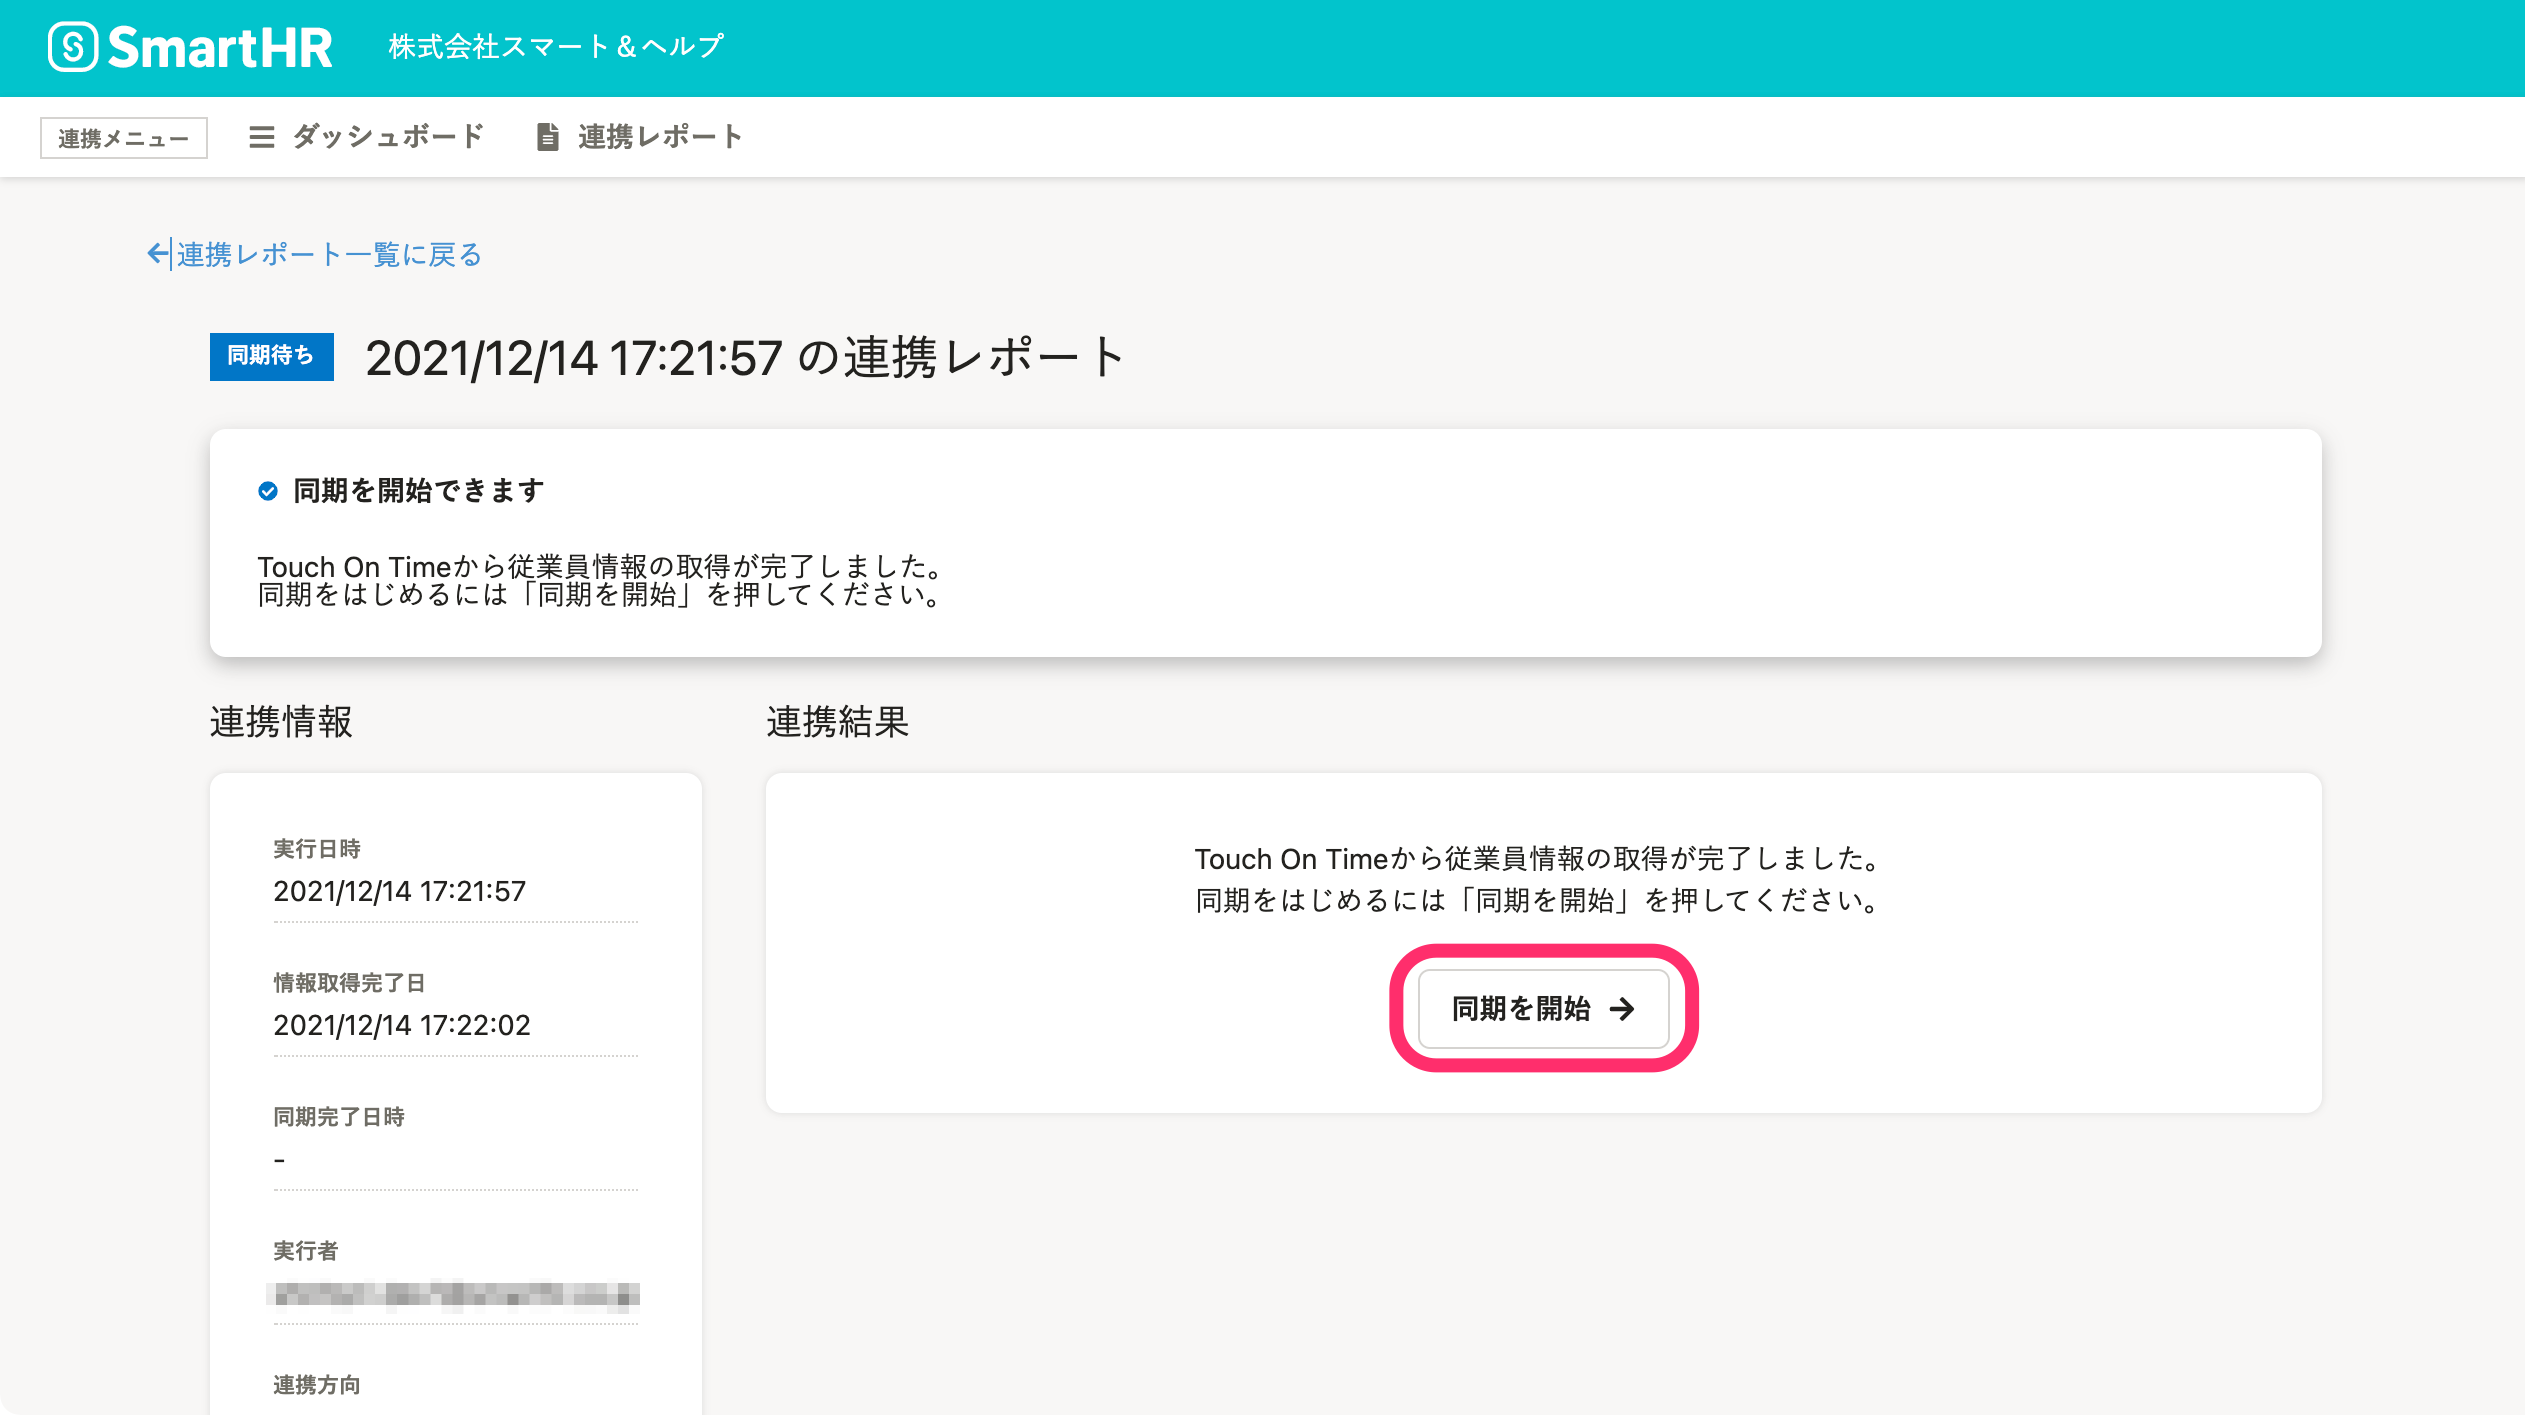 SmartHR 株式会社スマート＆ヘルプ
連携メニュー ダッシュボード 連携レポート
連携レポート一覧に戻る
同期待ち 2021/12/14 17:21:57 の連携レポート
同期を開始できます
Touch On Timeから従業員情報の取得が完了しました。
同期をはじめるには「同期を開始」を押してください。
連携情報
実行日時
2021/12/14 17:21:57
情報取得完了日
2021/12/14 17:22:02
同期完了日時
-
実行者
連携方向
連携結果
Touch On Timeから従業員情報の取得が完了しました。
同期をはじめるには「同期を開始」を押してください。
同期を開始 →